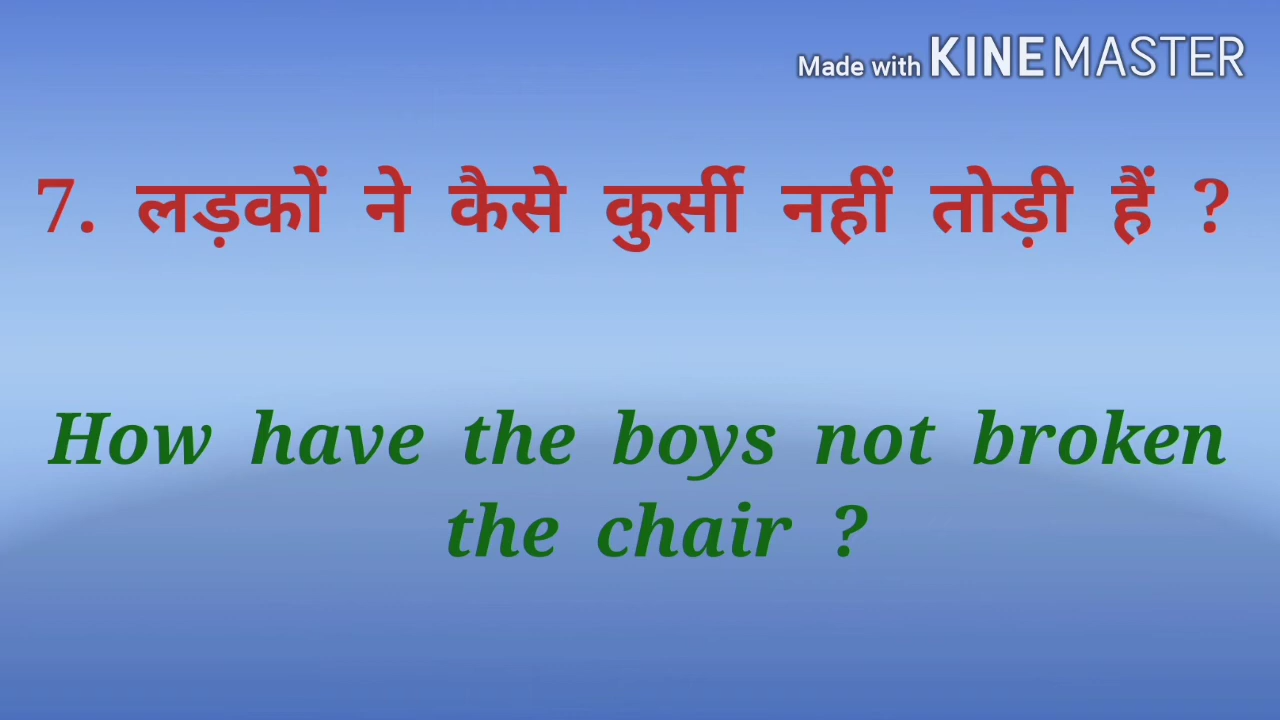 Made with KINEMASTER
7. लड़कों ने कैसे कुर्सी नहीं तोड़ी हैं ?
How have the boys not broken
the chair ?